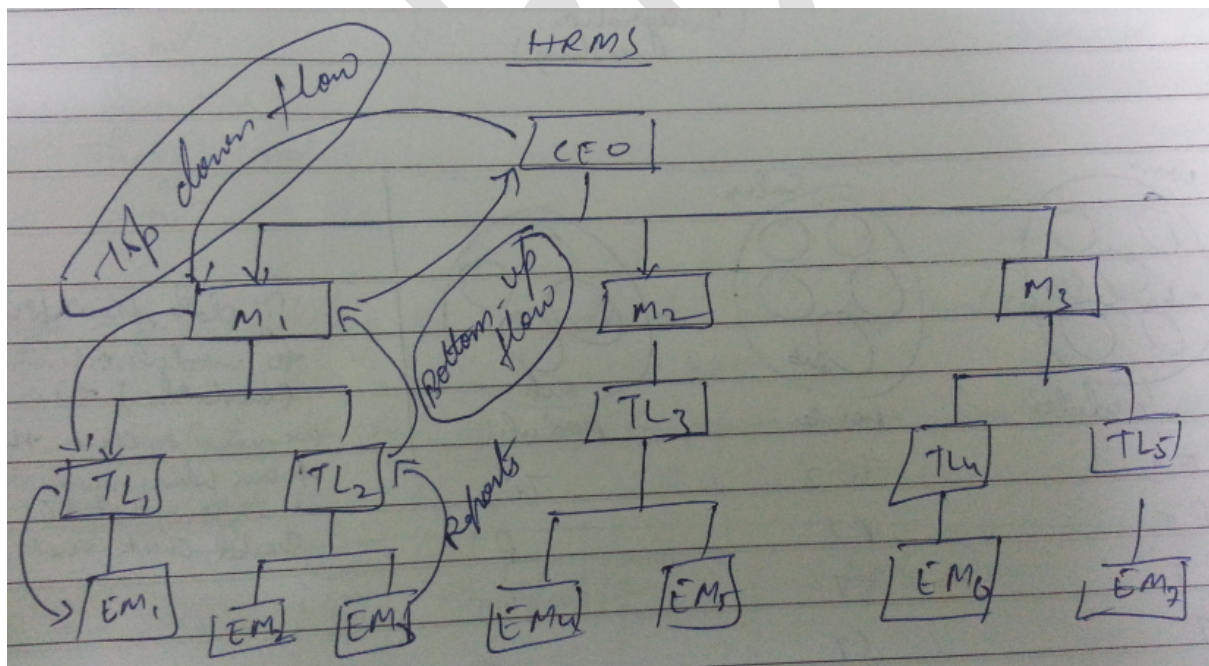 HRMS
Top down flow
CEO
Bottom-up
flow
M1
M2
M3
TL3
TL1
TL2
Reports
TL4
TL5
EM1
EM2
EM3
EM4
EM5
EM6
EM7